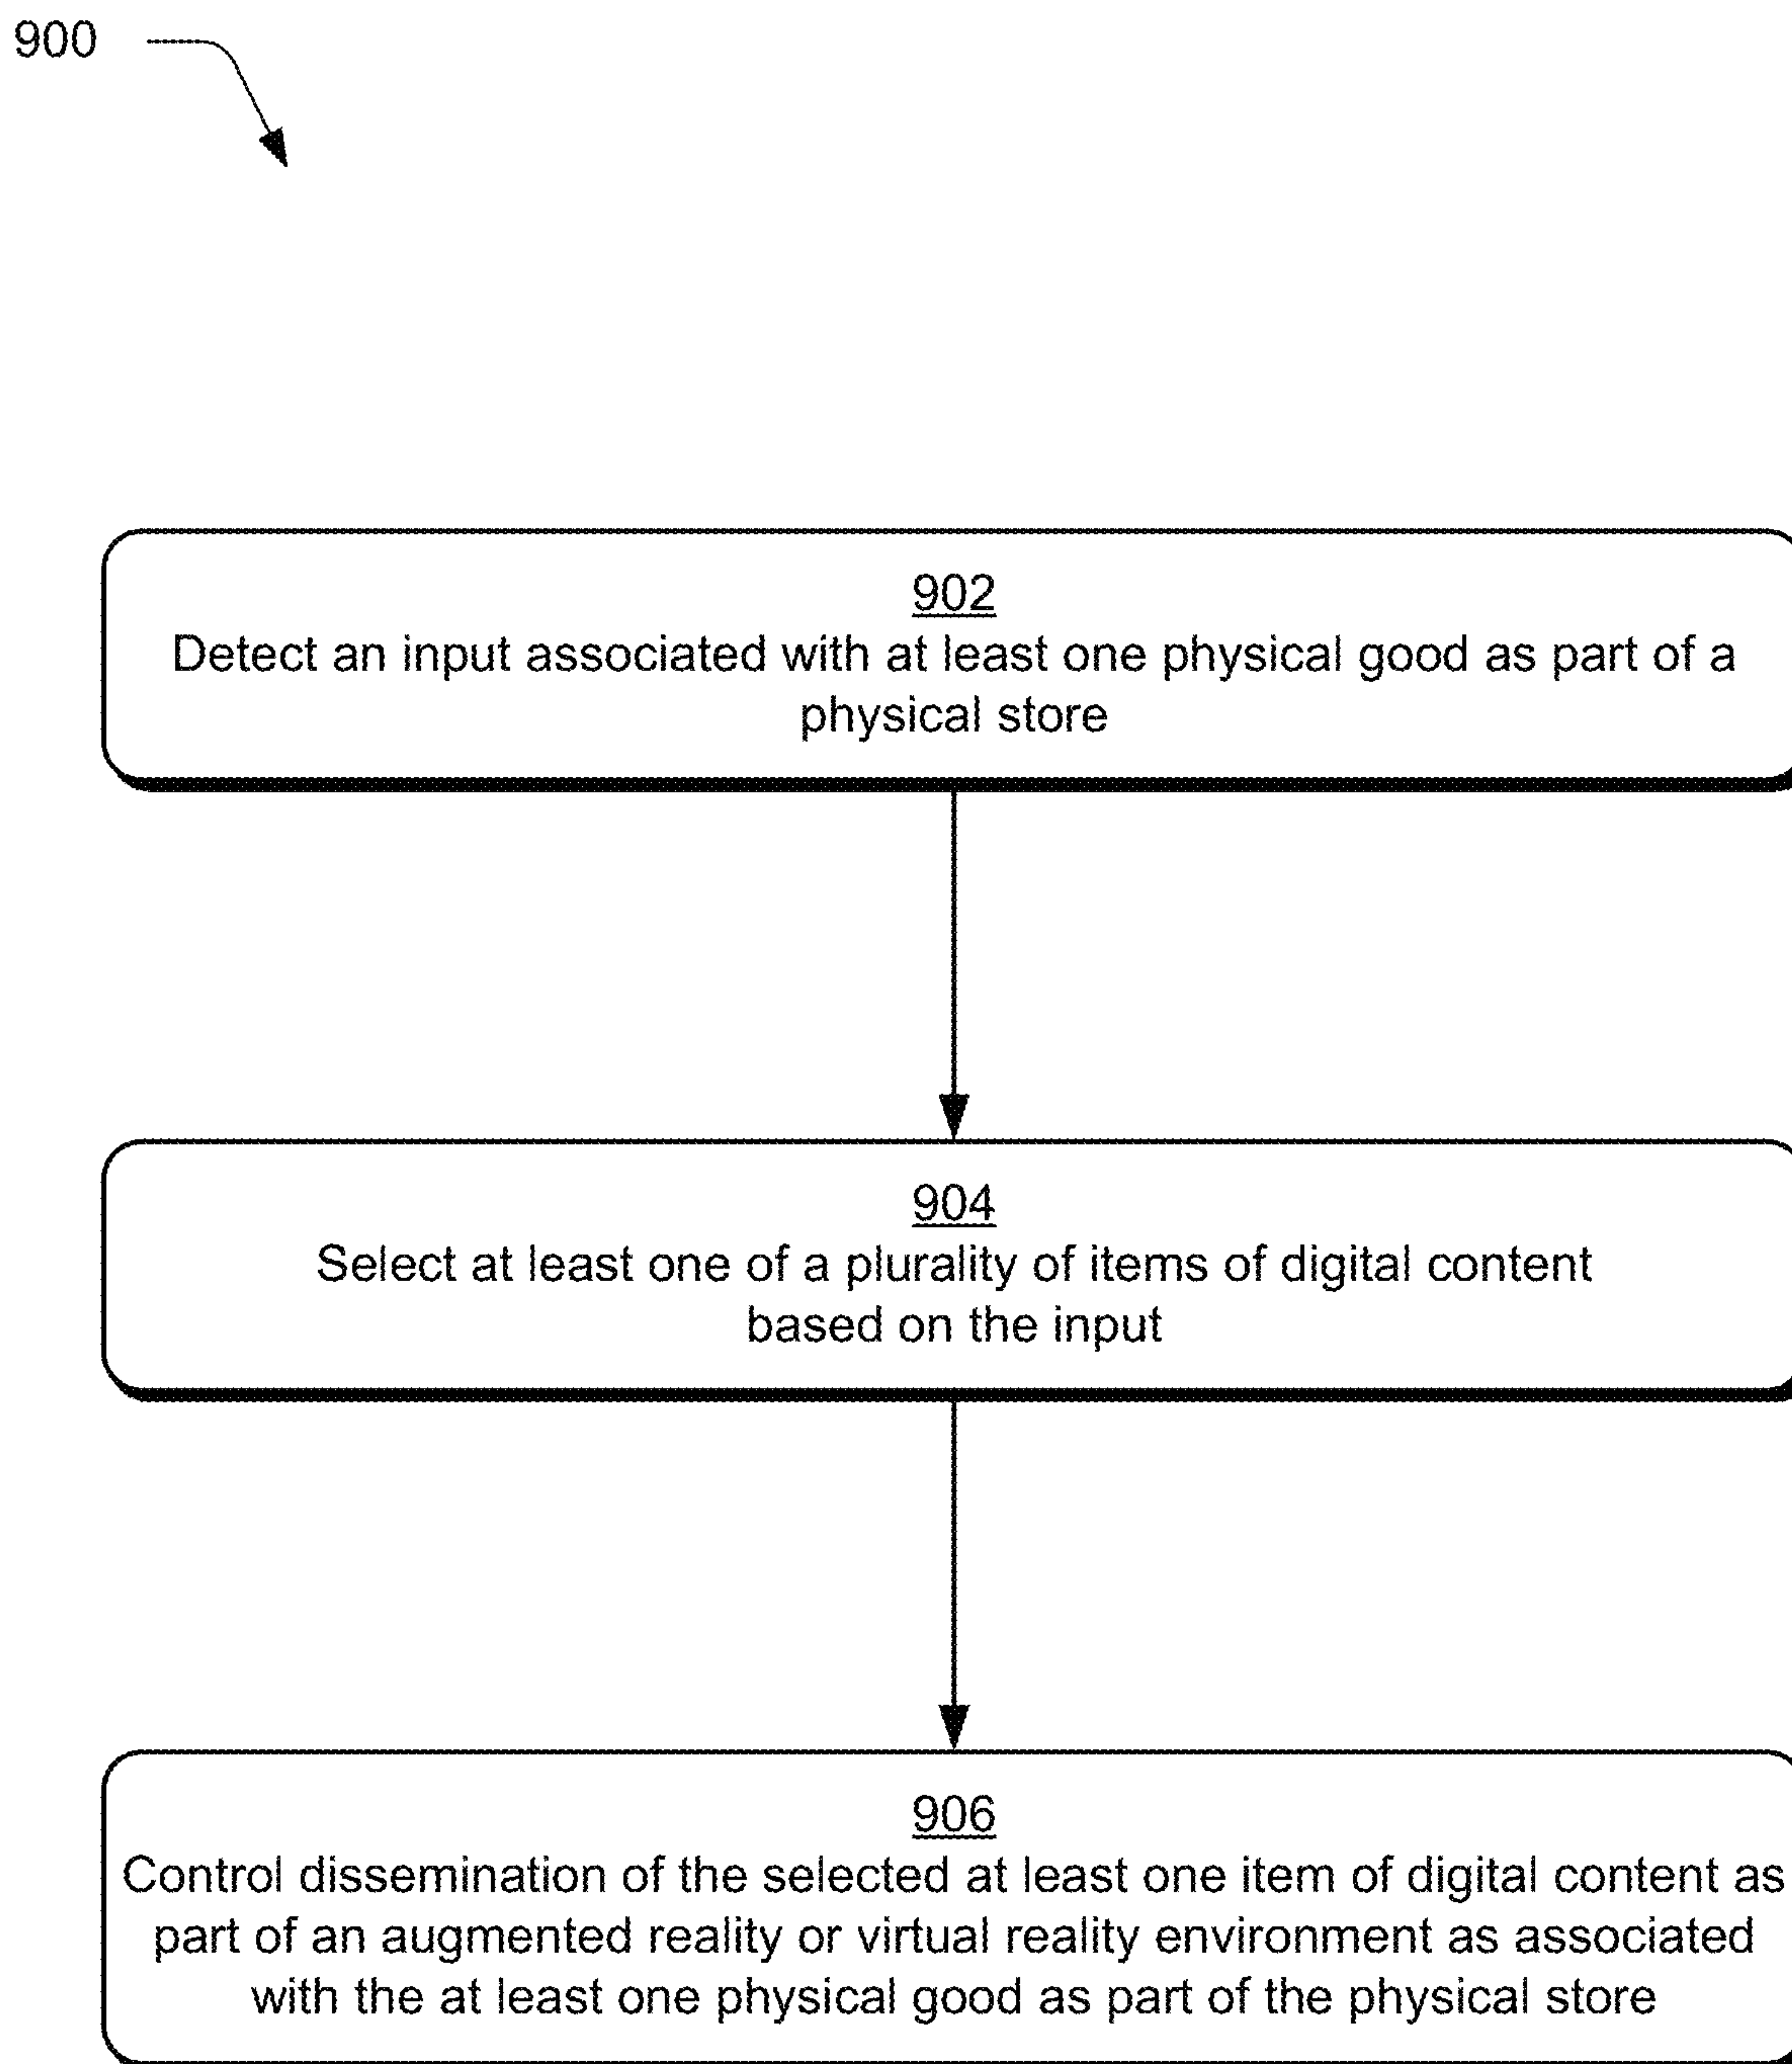 900
902
Detect an input associated with at least one physical good as part of a
physical store
904
Select at least one of a plurality of items of digital content
based on the input
906
Control dissemination of the selected at least one item of digital content as
part of an augmented reality or virtual reality environment as associated
with the at least one physical good as part of the physical store